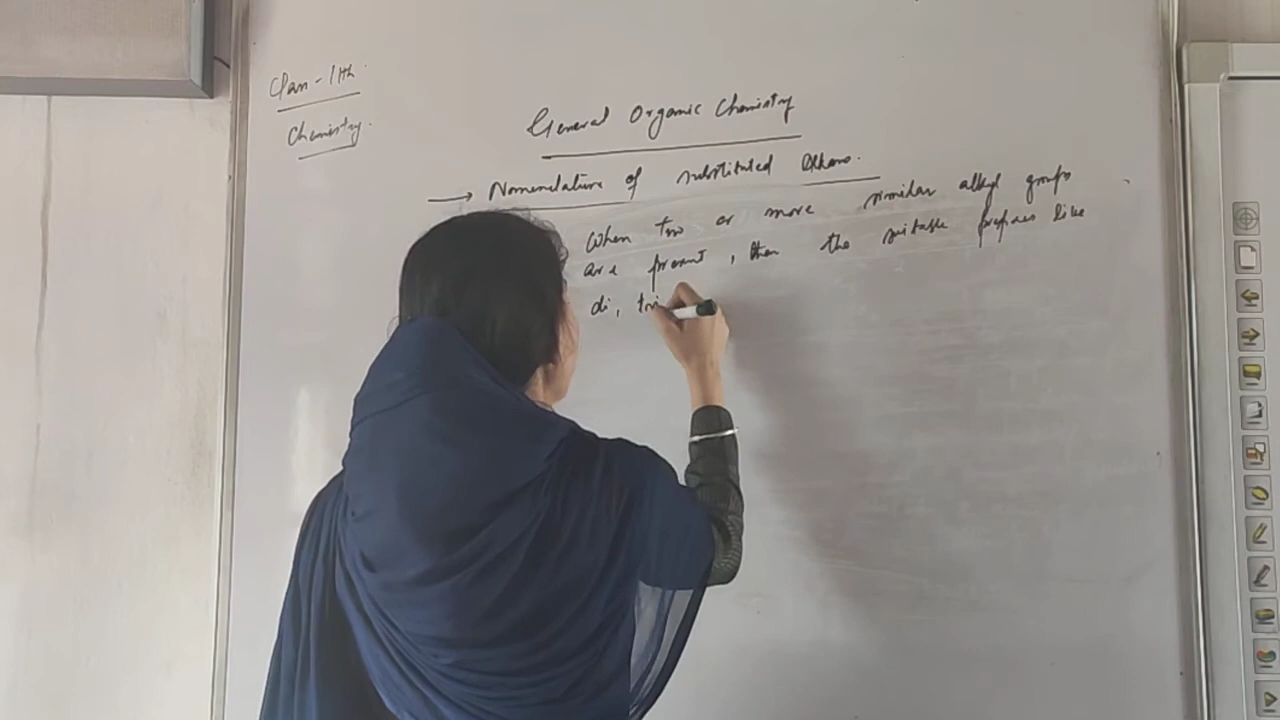 Class - 11th.
Chemistry.
General Organic Chemistry
→ Nomenclature of substituted Alkane.
When two or more similar alkyl groups
are present, then the suitable prefixes like
di, tri